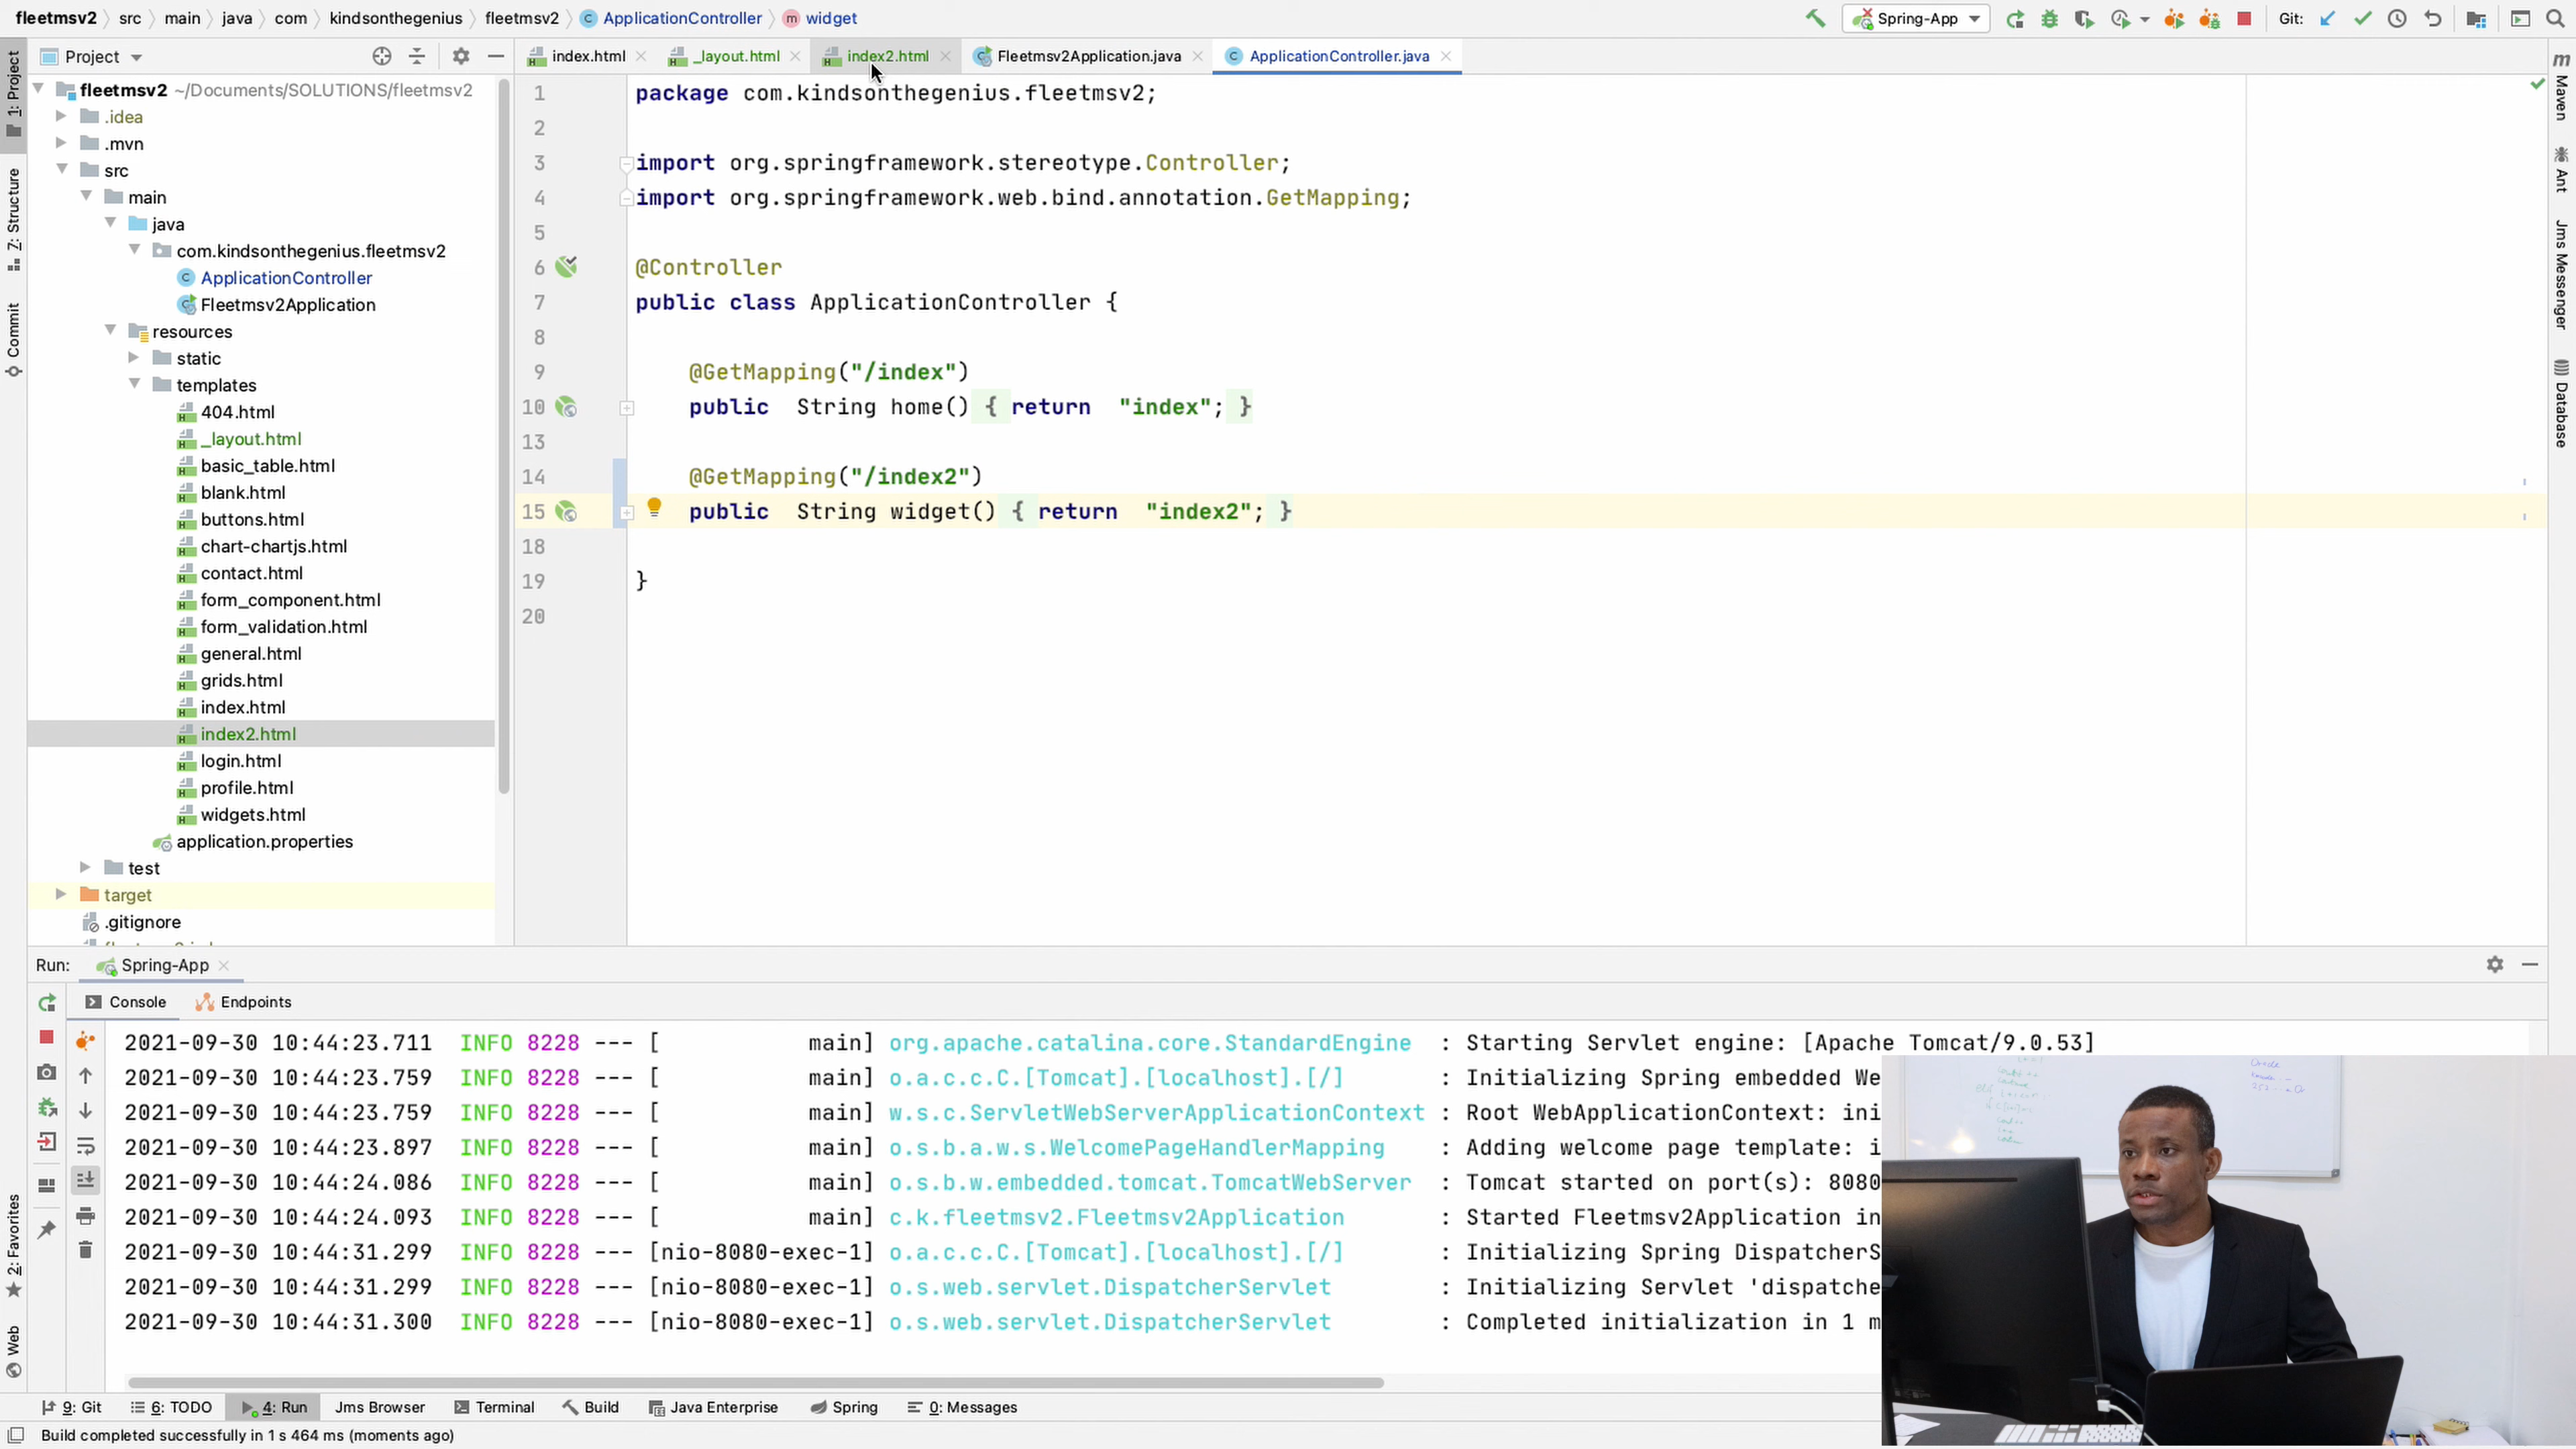 fleetmsv2 src main java com kindsonthegenius fleetmsv2 ApplicationController widget Spring-App Git:
Project
index.html _layout.html index2.html Fleetmsv2Application.java ApplicationController.java
1: Project
7: Structure
Commit
2: Favorites
Web
fleetmsv2 ~/Documents/SOLUTIONS/fleetmsv2
.idea
.mvn
src
main
java
com.kindsonthegenius.fleetmsv2
ApplicationController
Fleetmsv2Application
resources
static
templates
404.html
_layout.html
basic_table.html
blank.html
buttons.html
chart-chartjs.html
contact.html
form_component.html
form_validation.html
general.html
grids.html
index.html
index2.html
login.html
profile.html
widgets.html
application.properties
test
target
.gitignore
1 package com.kindsonthegenius.fleetmsv2;
2
3 import org.springframework.stereotype.Controller;
4 import org.springframework.web.bind.annotation.GetMapping;
5
6 @Controller
7 public class ApplicationController {
8
9 @GetMapping("/index")
10 public String home() { return "index"; }
13
14 @GetMapping("/index2")
15 public String widget() { return "index2"; }
18
19 }
20
Maven
Ant
Jms Messenger
Database
Run: Spring-App
Console Endpoints
2021-09-30 10:44:23.711 INFO 8228 --- [ main] org.apache.catalina.core.StandardEngine : Starting Servlet engine: [Apache Tomcat/9.0.53]
2021-09-30 10:44:23.759 INFO 8228 --- [ main] o.a.c.c.C.[Tomcat].[localhost].[/] : Initializing Spring embedded We
2021-09-30 10:44:23.759 INFO 8228 --- [ main] w.s.c.ServletWebServerApplicationContext : Root WebApplicationContext: ini
2021-09-30 10:44:23.897 INFO 8228 --- [ main] o.s.b.a.w.s.WelcomePageHandlerMapping : Adding welcome page template: i
2021-09-30 10:44:24.086 INFO 8228 --- [ main] o.s.b.w.embedded.tomcat.TomcatWebServer : Tomcat started on port(s): 8080
2021-09-30 10:44:24.093 INFO 8228 --- [ main] c.k.fleetmsv2.Fleetmsv2Application : Started Fleetmsv2Application in
2021-09-30 10:44:31.299 INFO 8228 --- [nio-8080-exec-1] o.a.c.c.C.[Tomcat].[localhost].[/] : Initializing Spring DispatcherS
2021-09-30 10:44:31.299 INFO 8228 --- [nio-8080-exec-1] o.s.web.servlet.DispatcherServlet : Initializing Servlet 'dispatche
2021-09-30 10:44:31.300 INFO 8228 --- [nio-8080-exec-1] o.s.web.servlet.DispatcherServlet : Completed initialization in 1 m
9: Git 6: TODO 4: Run Jms Browser Terminal Build Java Enterprise Spring 0: Messages
Build completed successfully in 1 s 464 ms (moments ago)